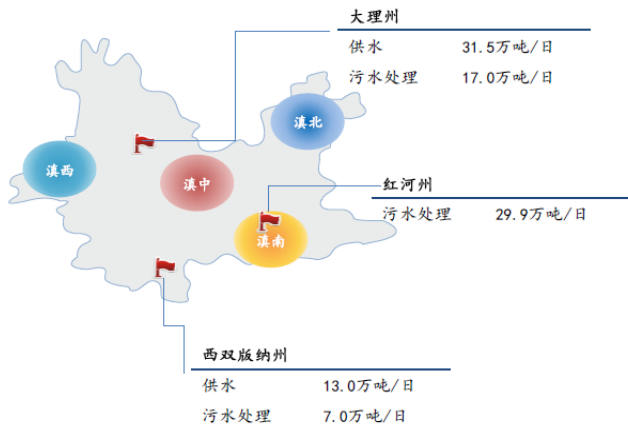 大理州
供水 31.5万吨/日
污水处理 17.0万吨/日
滇北
滇西
滇中
红河州
污水处理 29.9万吨/日
滇南
西双版纳州
供水 13.0万吨/日
污水处理 7.0万吨/日